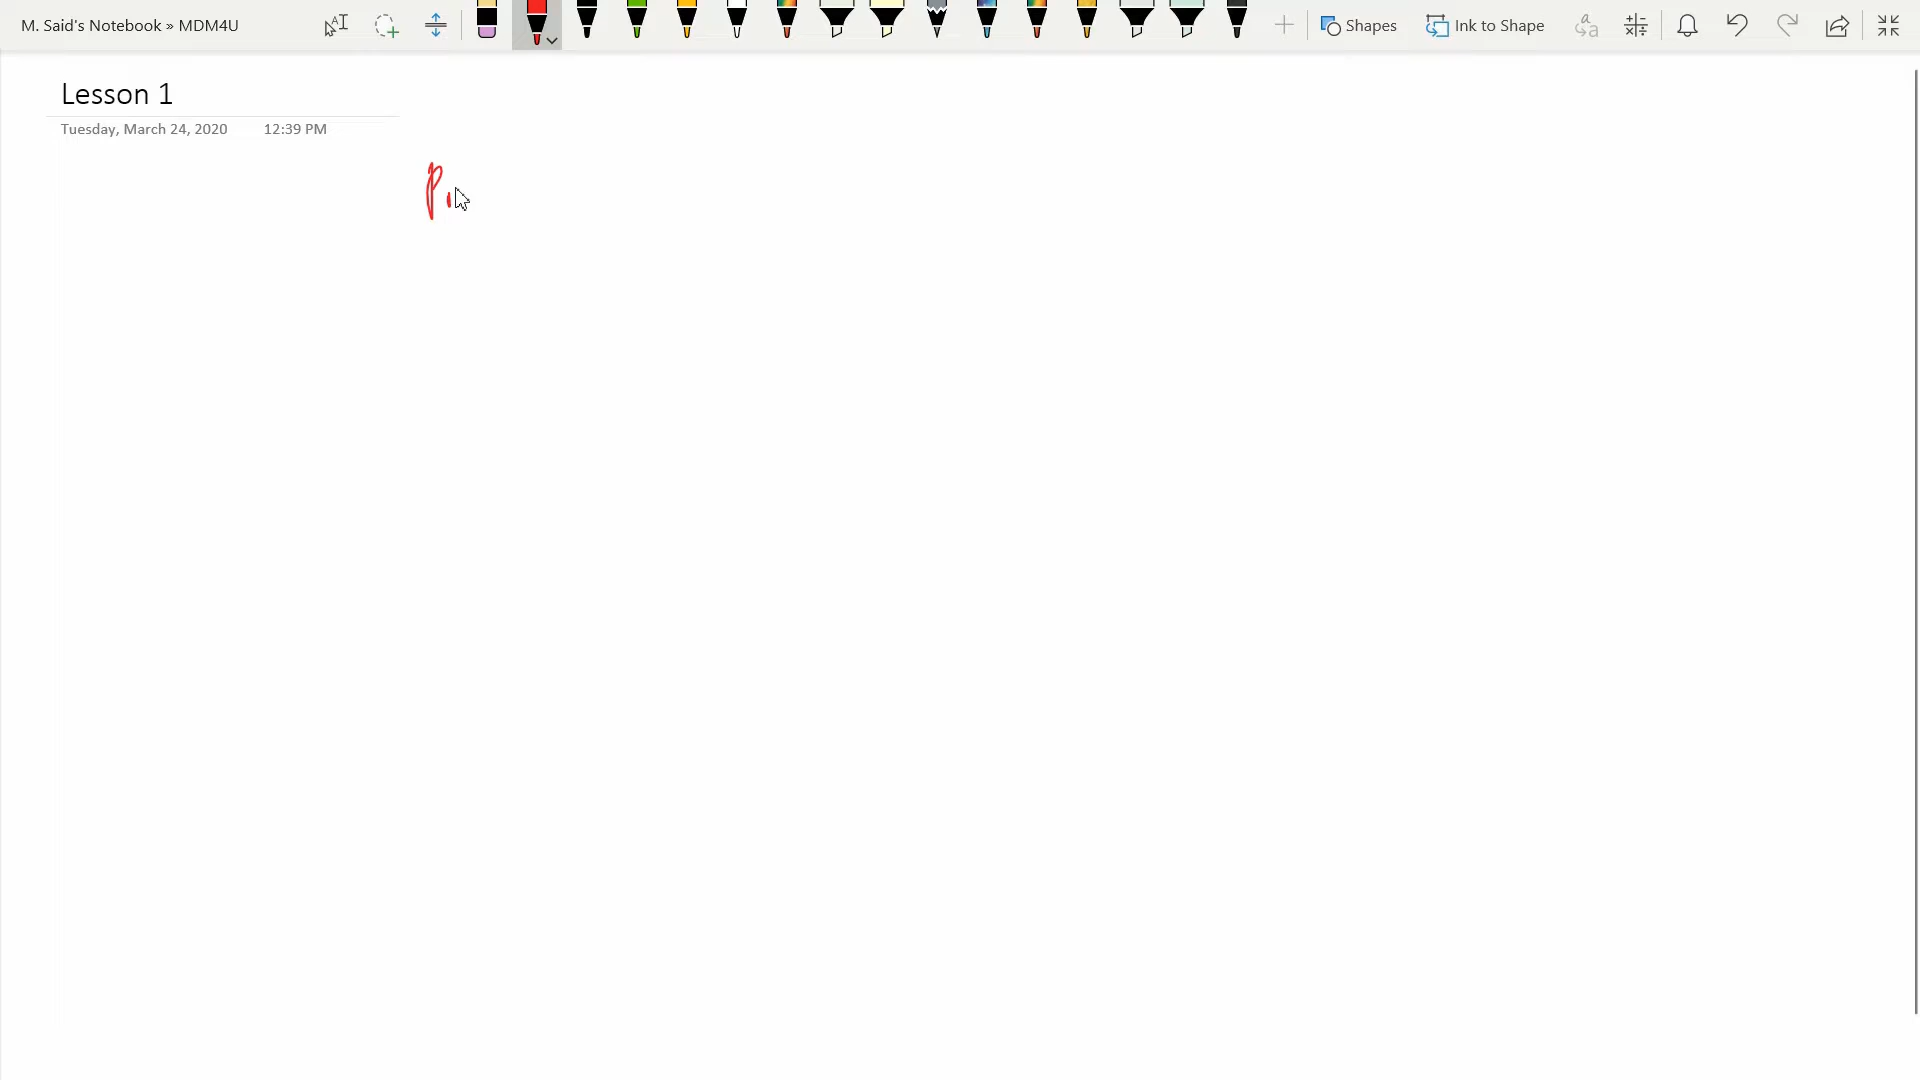 M. Said's Notebook » MDM4U
Shapes
Ink to Shape
Lesson 1
Tuesday, March 24, 2020 12:39 PM
P